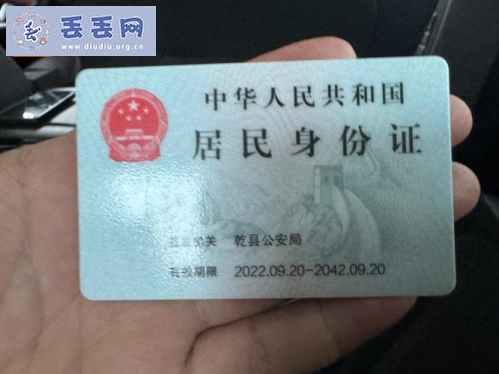 丢丢网
www.diudiu.org.cn
中华人民共和国
居民身份证
签发机关 乾县公安局
有效期限 2022.09.20-2042.09.20